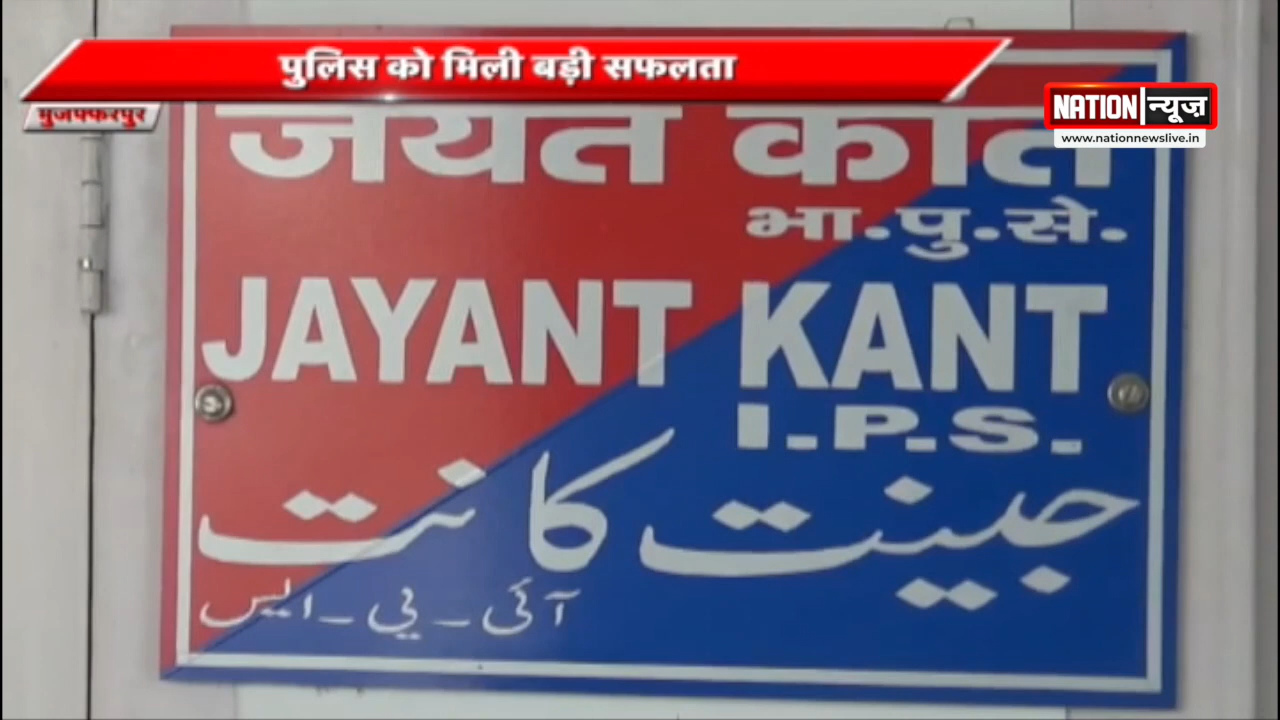 पुलिस को मिली बड़ी सफलता
मुजफ्फरपुर
NATION न्यूज़
www.nationnewslive.in
जयंत कांत
भा.पु.से.
JAYANT KANT
I.P.S.
جینت کانت
آئی - پی - ایس